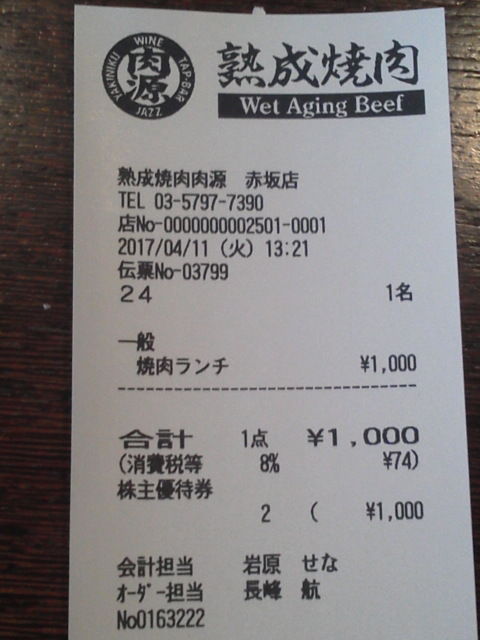 WINE
YAKINIKU
TAP-BAR
JAZZ
肉源
熟成焼肉
Wet Aging Beef
熟成焼肉肉源 赤坂店
TEL 03-5797-7390
店No-0000000002501-0001
2017/04/11 (火) 13:21
伝票No-03799
24 1名
一般
焼肉ランチ ¥1,000
合計 1点 ¥1,000
(消費税等 8% ¥74)
株主優待券
2 ( ¥1,000
会計担当 岩原 せな
オーダー担当 長峰 航
No0163222